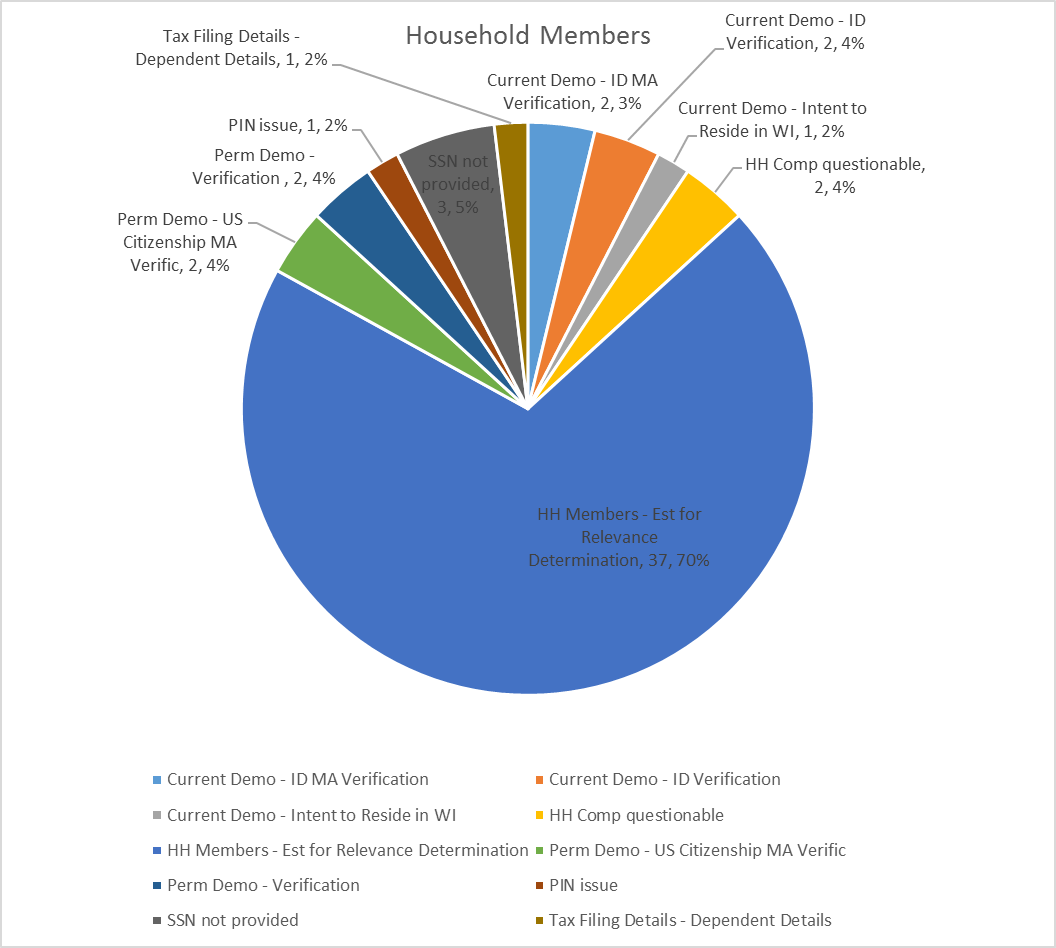 Household Members
Tax Filing Details -
Dependent Details, 1, 2%
Current Demo - ID MA
Verification, 2, 3%
Current Demo - ID
Verification, 2, 4%
Current Demo - Intent to
Reside in WI, 1, 2%
HH Comp questionable,
2, 4%
PIN issue, 1, 2%
Perm Demo -
Verification , 2, 4%
SSN not
provided,
3, 5%
Perm Demo - US
Citizenship MA
Verific, 2, 4%
HH Members - Est for
Relevance
Determination, 37, 70%
Current Demo - ID MA Verification
Current Demo - ID Verification
Current Demo - Intent to Reside in WI
HH Comp questionable
HH Members - Est for Relevance Determination
Perm Demo - US Citizenship MA Verific
Perm Demo - Verification
PIN issue
SSN not provided
Tax Filing Details - Dependent Details